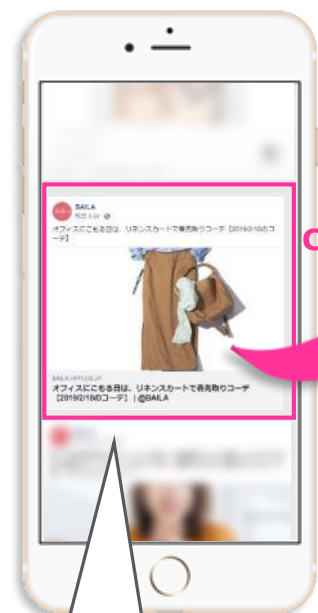 BAILA
オフィスにこもる日は、リネンスカートで春先取りコーデ【2019/2/19のコ
ーデ】
BAILA.HPPLUS.JP
オフィスにこもる日は、リネンスカートで春先取りコーデ
【2019/2/19のコーデ】 | @BAILA